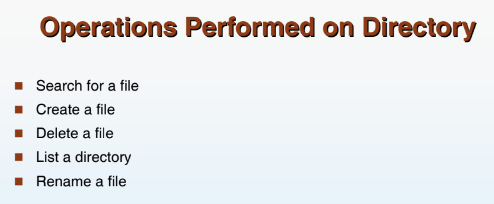 Operations Performed on Directory
Search for a file
Create a file
Delete a file
List a directory
Rename a file